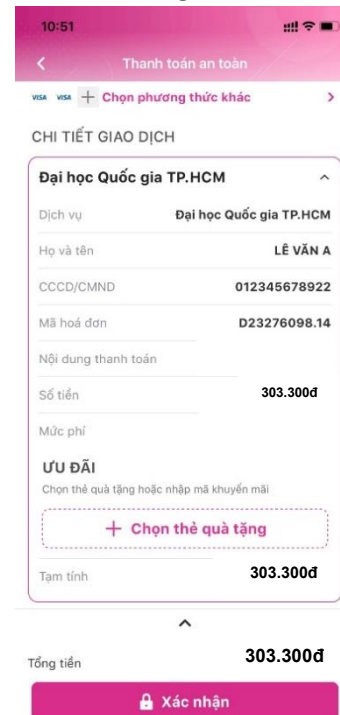 10:51
Thanh toán an toàn
VISA VISA + Chọn phương thức khác >
CHI TIẾT GIAO DỊCH
Đại học Quốc gia TP.HCM
Dịch vụ Đại học Quốc gia TP.HCM
Họ và tên LÊ VĂN A
CCCD/CMND 012345678922
Mã hoá đơn D23276098.14
Nội dung thanh toán
Số tiền 303.300đ
Mức phí
ƯU ĐÃI
Chọn thẻ quà tặng hoặc nhập mã khuyến mãi
+ Chọn thẻ quà tặng
Tạm tính 303.300đ
Tổng tiền 303.300đ
Xác nhận